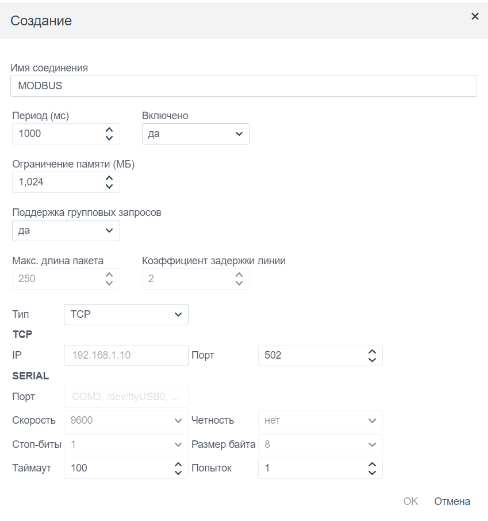 Создание ×
Имя соединения
MODBUS
Период (мс) Включено
1000 да
Ограничение памяти (МБ)
1,024
Поддержка групповых запросов
да
Макс. длина пакета Коэффициент задержки линии
250 2
Тип TCP
TCP
IP 192.168.1.10 Порт 502
SERIAL
Порт COM3, /dev/ttyUSB0, ...
Скорость 9600 Четность нет
Стоп-биты 1 Размер байта 8
Таймаут 100 Попыток 1
OK Отмена